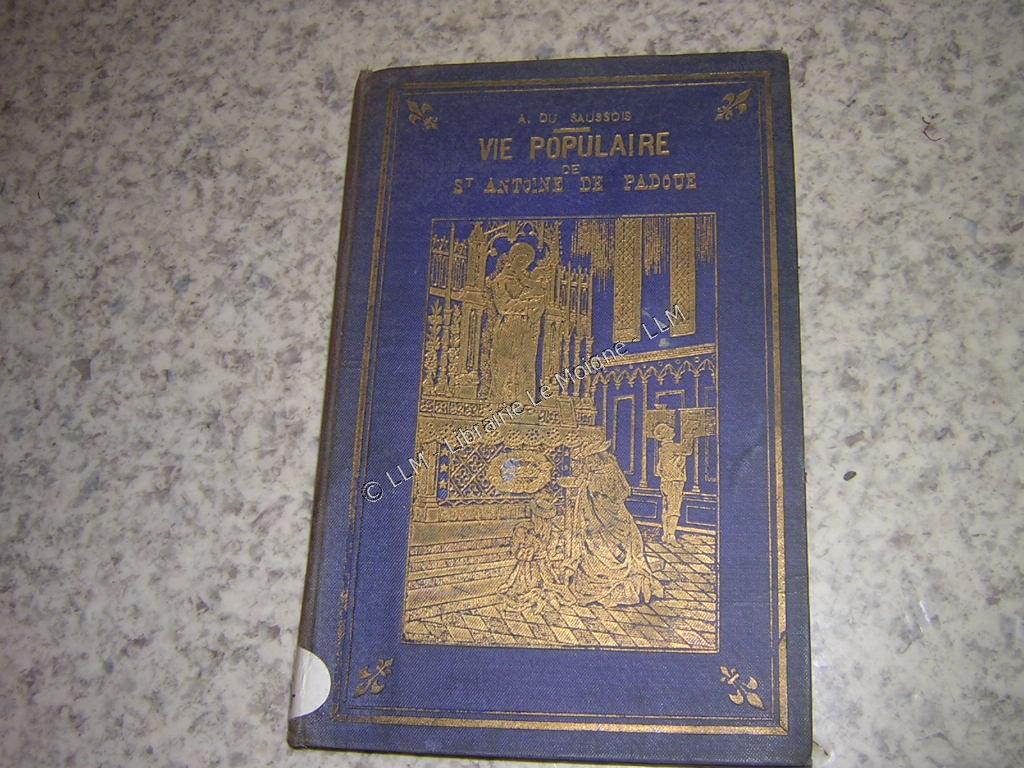 A. DU SAUSSOIS
VIE POPULAIRE
DE
ST ANTOINE DE PADOUE
© LLM - Librairie Le Moigne - LLM